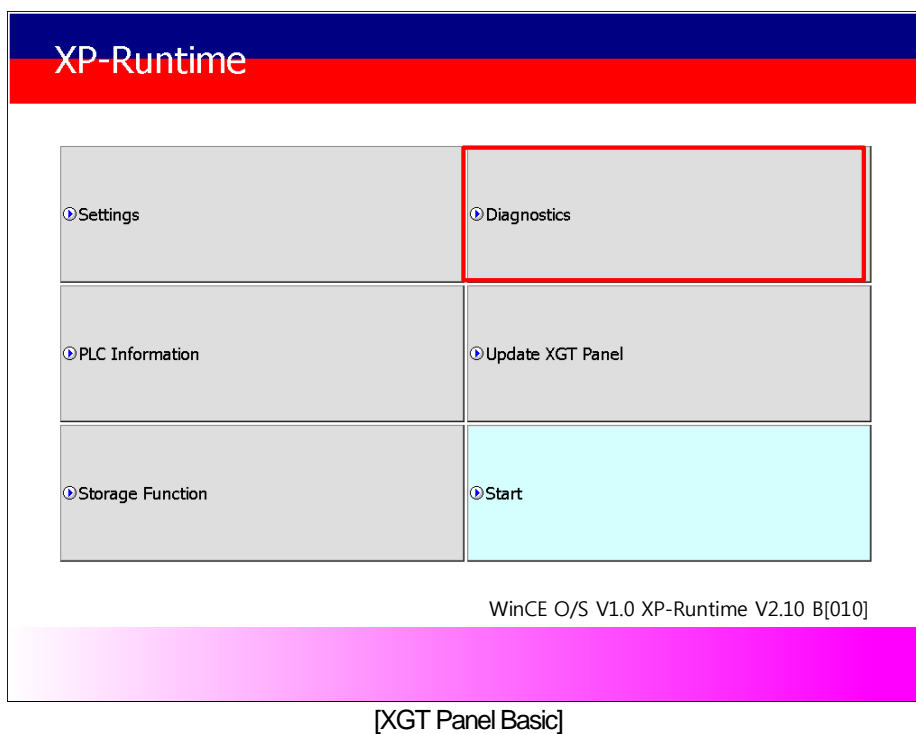 XP-Runtime
Settings
Diagnostics
PLC Information
Update XGT Panel
Storage Function
Start
WinCE O/S V1.0 XP-Runtime V2.10 B[010]
[XGT Panel Basic]